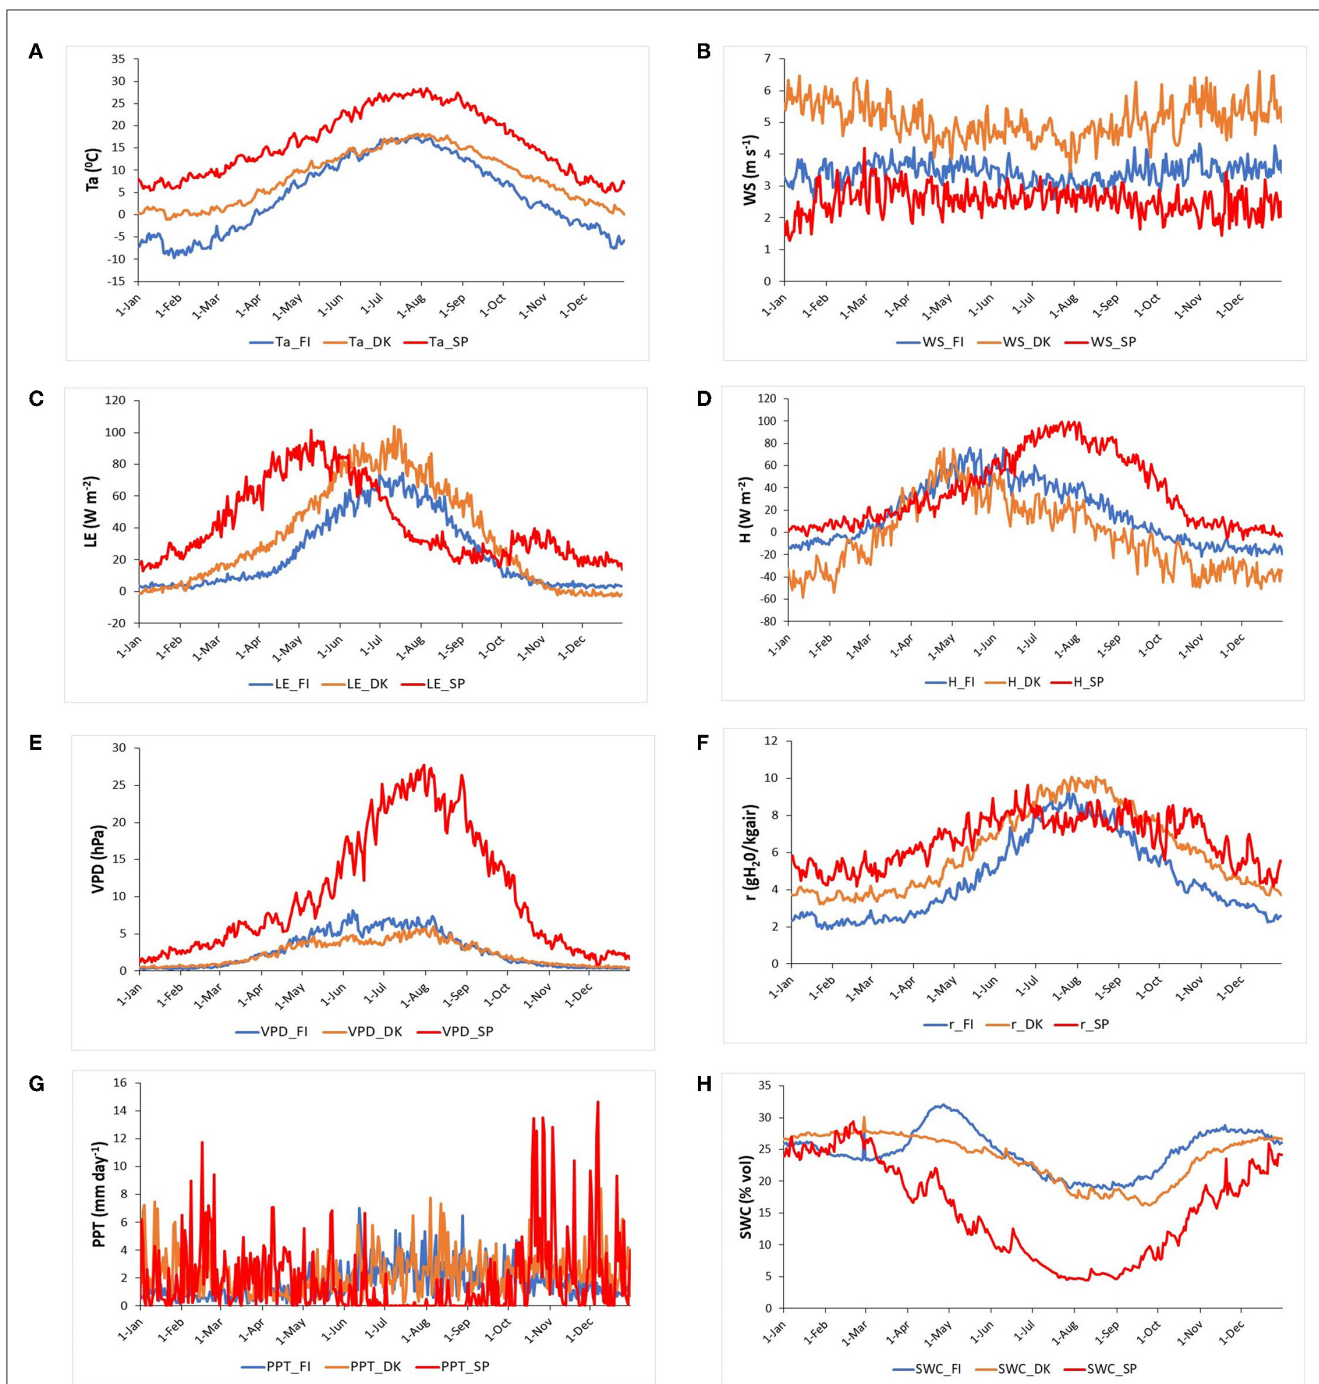 A
Ta (⁰C)
35
30
25
20
15
10
5
0
-5
-10
-15
1-Jan 1-Feb 1-Mar 1-Apr 1-May 1-Jun 1-Jul 1-Aug 1-Sep 1-Oct 1-Nov 1-Dec
Ta_FI Ta_DK Ta_SP
B
WS (m s⁻¹)
7
6
5
4
3
2
1
0
1-Jan 1-Feb 1-Mar 1-Apr 1-May 1-Jun 1-Jul 1-Aug 1-Sep 1-Oct 1-Nov 1-Dec
WS_FI WS_DK WS_SP
C
LE (W m⁻²)
120
100
80
60
40
20
0
-20
1-Jan 1-Feb 1-Mar 1-Apr 1-May 1-Jun 1-Jul 1-Aug 1-Sep 1-Oct 1-Nov 1-Dec
LE_FI LE_DK LE_SP
D
H (W m⁻²)
120
100
80
60
40
20
0
-20
-40
-60
-80
1-Jan 1-Feb 1-Mar 1-Apr 1-May 1-Jun 1-Jul 1-Aug 1-Sep 1-Oct 1-Nov 1-Dec
H_FI H_DK H_SP
E
VPD (hPa)
30
25
20
15
10
5
0
1-Jan 1-Feb 1-Mar 1-Apr 1-May 1-Jun 1-Jul 1-Aug 1-Sep 1-Oct 1-Nov 1-Dec
VPD_FI VPD_DK VPD_SP
F
r (gH₂0/kgair)
12
10
8
6
4
2
0
1-Jan 1-Feb 1-Mar 1-Apr 1-May 1-Jun 1-Jul 1-Aug 1-Sep 1-Oct 1-Nov 1-Dec
r_FI r_DK r_SP
G
PPT (mm day⁻¹)
16
14
12
10
8
6
4
2
0
1-Jan 1-Feb 1-Mar 1-Apr 1-May 1-Jun 1-Jul 1-Aug 1-Sep 1-Oct 1-Nov 1-Dec
PPT_FI PPT_DK PPT_SP
H
SWC (% vol)
35
30
25
20
15
10
5
0
1-Jan 1-Feb 1-Mar 1-Apr 1-May 1-Jun 1-Jul 1-Aug 1-Sep 1-Oct 1-Nov 1-Dec
SWC_FI SWC_DK SWC_SP